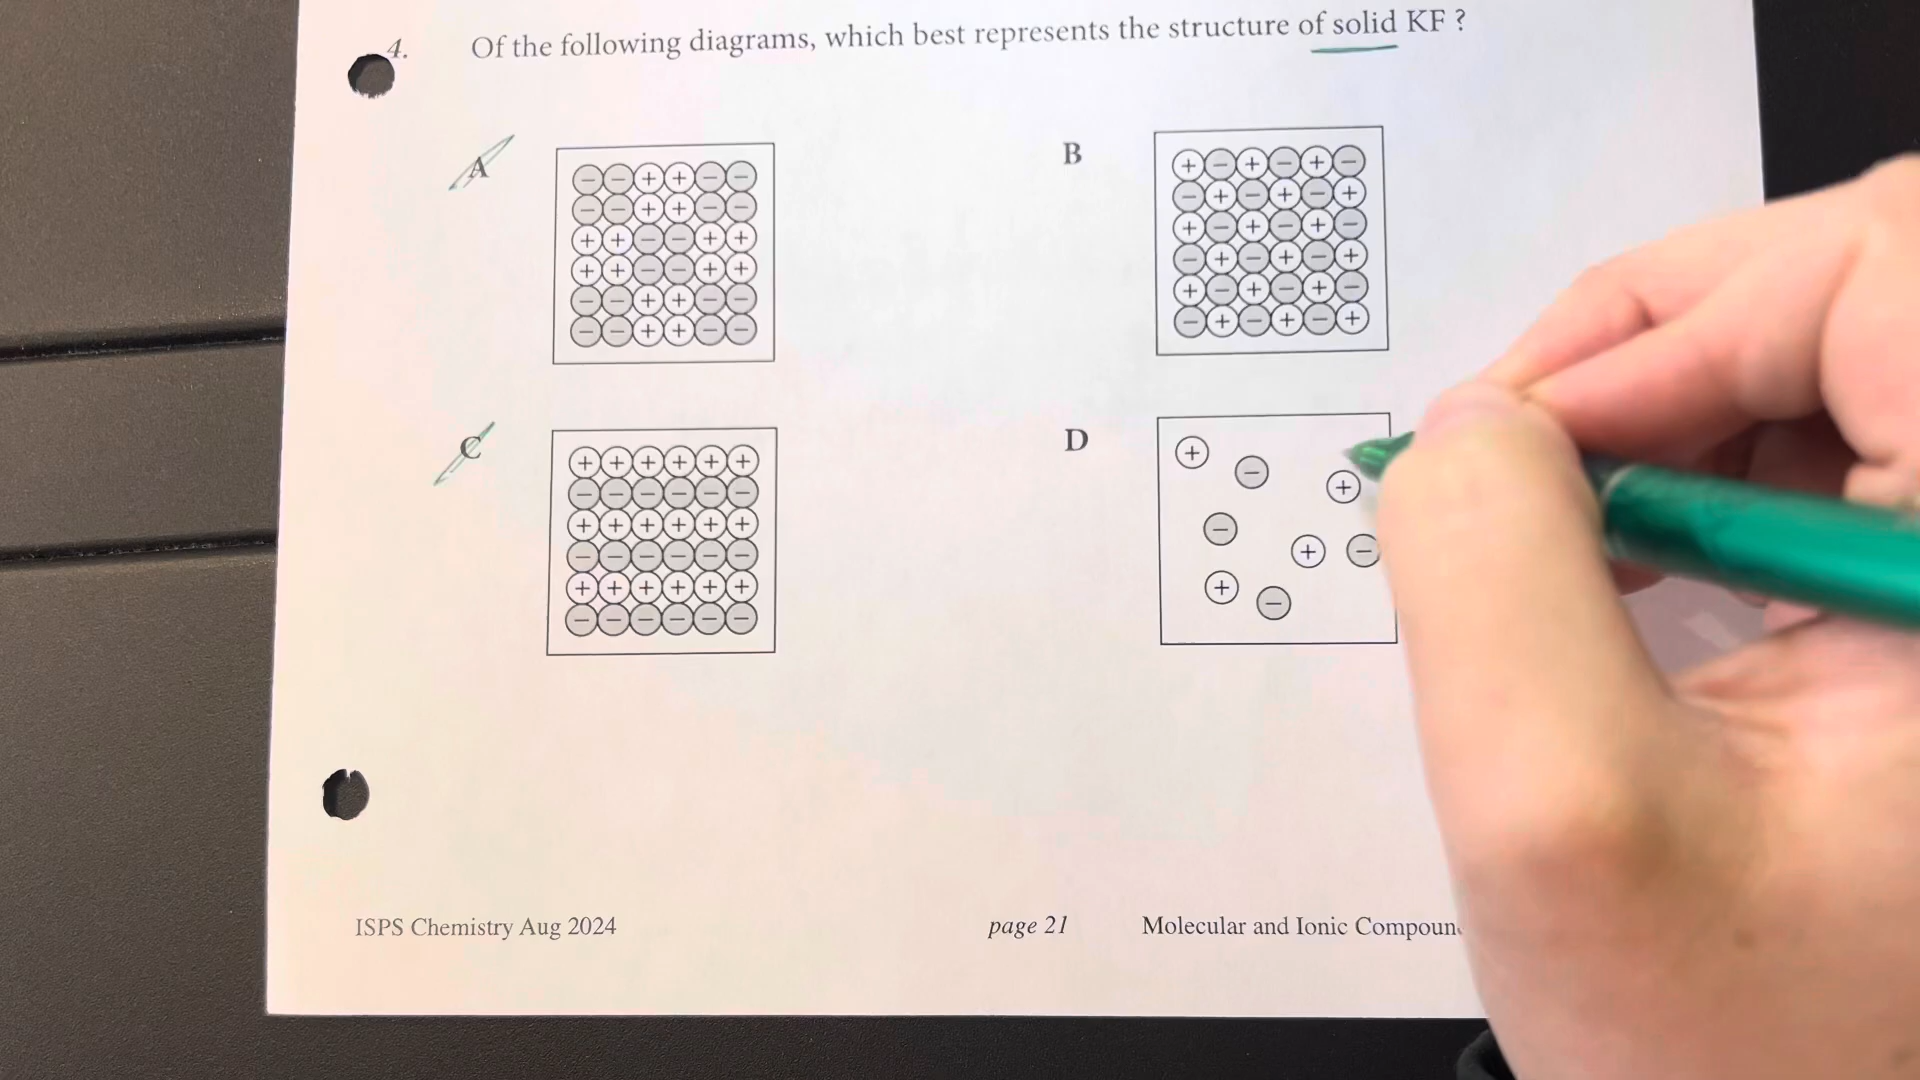 4. Of the following diagrams, which best represents the structure of solid KF ?
A
B
C
D
ISPS Chemistry Aug 2024
page 21
Molecular and Ionic